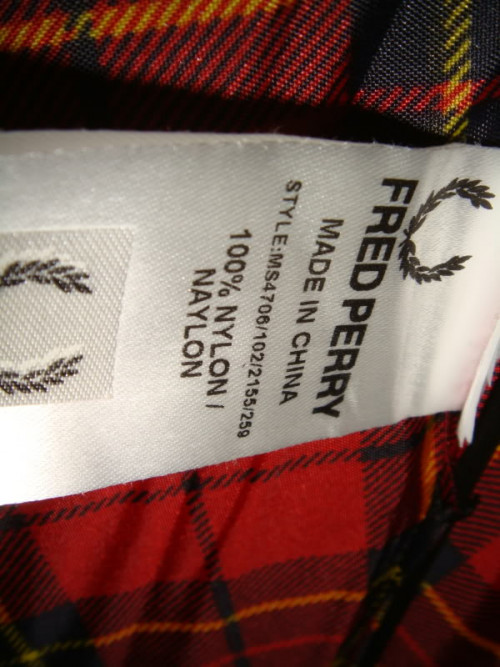 FRED PERRY
MADE IN CHINA
STYLE:MS4706/102/2155/259
100% NYLON /
NAYLON